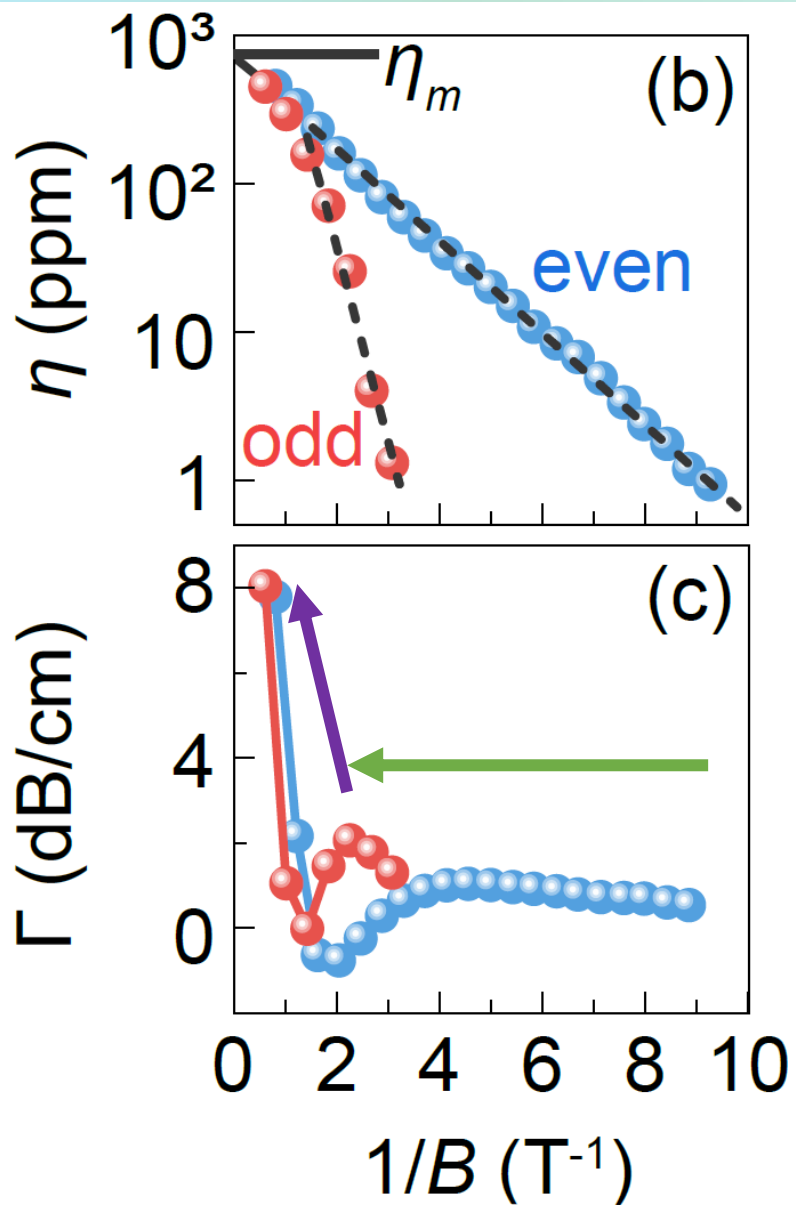 (b)
10³
10²
10
1
η (ppm)
ηₘ
even
odd
(c)
8
4
0
Γ (dB/cm)
0 2 4 6 8 10
1/B (T⁻¹)